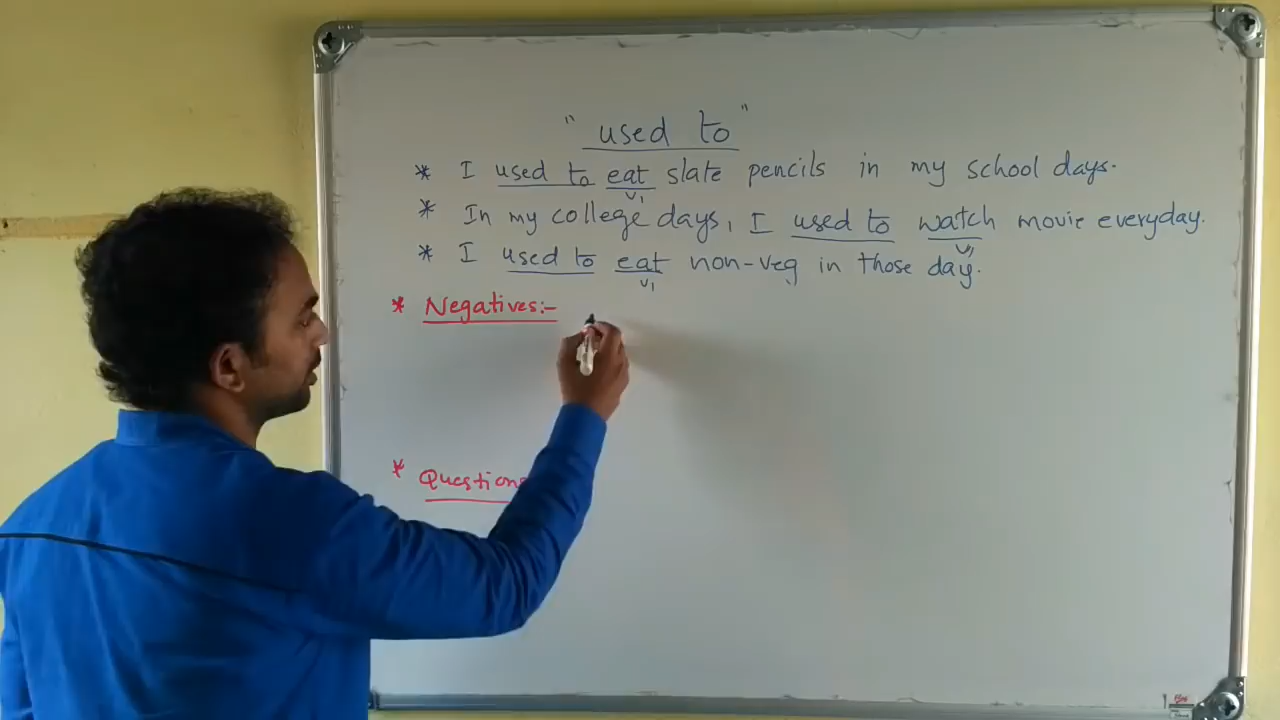 " used to "
* I used to eat slate pencils in my school days.
V1
* In my college days, I used to watch movie everyday.
V1
* I used to eat non-veg in those day.
V1
* Negatives:-
* Questions